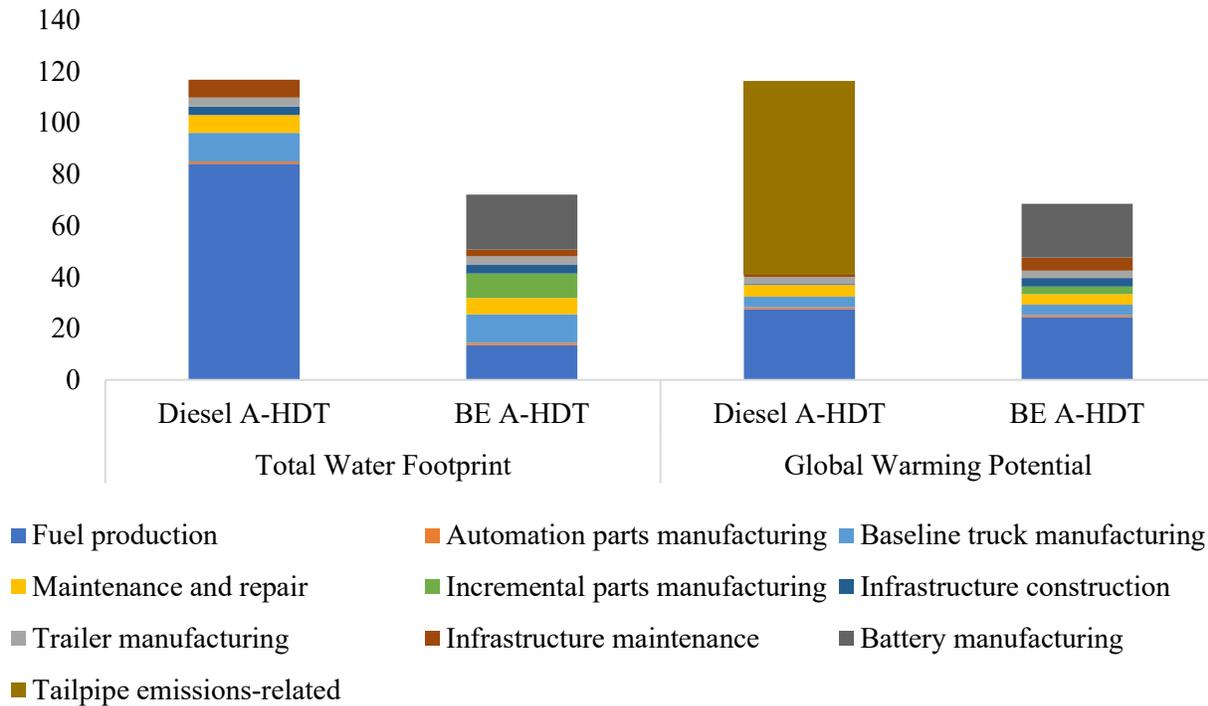 140
120
100
80
60
40
20
0
Diesel A-HDT BE A-HDT Diesel A-HDT BE A-HDT
Total Water Footprint Global Warming Potential
Fuel production Automation parts manufacturing Baseline truck manufacturing
Maintenance and repair Incremental parts manufacturing Infrastructure construction
Trailer manufacturing Infrastructure maintenance Battery manufacturing
Tailpipe emissions-related